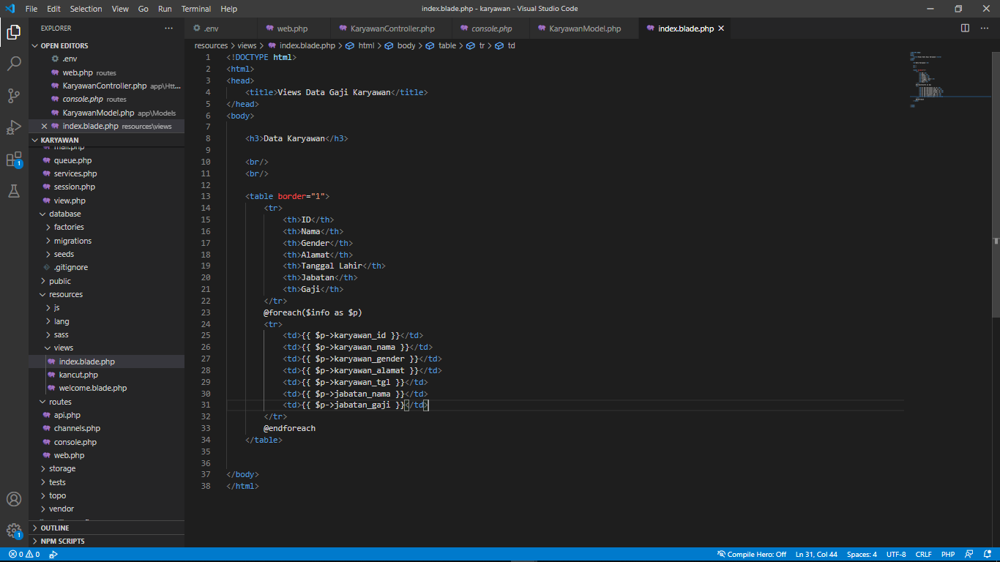 File Edit Selection View Go Run Terminal Help index.blade.php - karyawan - Visual Studio Code
EXPLORER
OPEN EDITORS
.env
web.php routes
KaryawanController.php app\Htt...
console.php routes
KaryawanModel.php app\Models
index.blade.php resources\views
KARYAWAN
mail.php
queue.php
services.php
session.php
view.php
database
factories
migrations
seeds
.gitignore
public
resources
js
lang
sass
views
index.blade.php
kancut.php
welcome.blade.php
routes
api.php
channels.php
console.php
web.php
storage
tests
topo
vendor
OUTLINE
NPM SCRIPTS
1
1
.env web.php KaryawanController.php console.php KaryawanModel.php index.blade.php
resources > views > index.blade.php > html > body > table > tr > td
1 <!DOCTYPE html>
2 <html>
3 <head>
4 <title>Views Data Gaji Karyawan</title>
5 </head>
6 <body>
7
8 <h3>Data Karyawan</h3>
9
10 <br/>
11 <br/>
12
13 <table border="1">
14 <tr>
15 <th>ID</th>
16 <th>Nama</th>
17 <th>Gender</th>
18 <th>Alamat</th>
19 <th>Tanggal Lahir</th>
20 <th>Jabatan</th>
21 <th>Gaji</th>
22 </tr>
23 @foreach($info as $p)
24 <tr>
25 <td>{{ $p->karyawan_id }}</td>
26 <td>{{ $p->karyawan_nama }}</td>
27 <td>{{ $p->karyawan_gender }}</td>
28 <td>{{ $p->karyawan_alamat }}</td>
29 <td>{{ $p->karyawan_tgl }}</td>
30 <td>{{ $p->jabatan_nama }}</td>
31 <td>{{ $p->jabatan_gaji }}</td>
32 </tr>
33 @endforeach
34 </table>
35
36
37 </body>
38 </html>
0 0 Compile Hero: Off Ln 31, Col 44 Spaces: 4 UTF-8 CRLF PHP